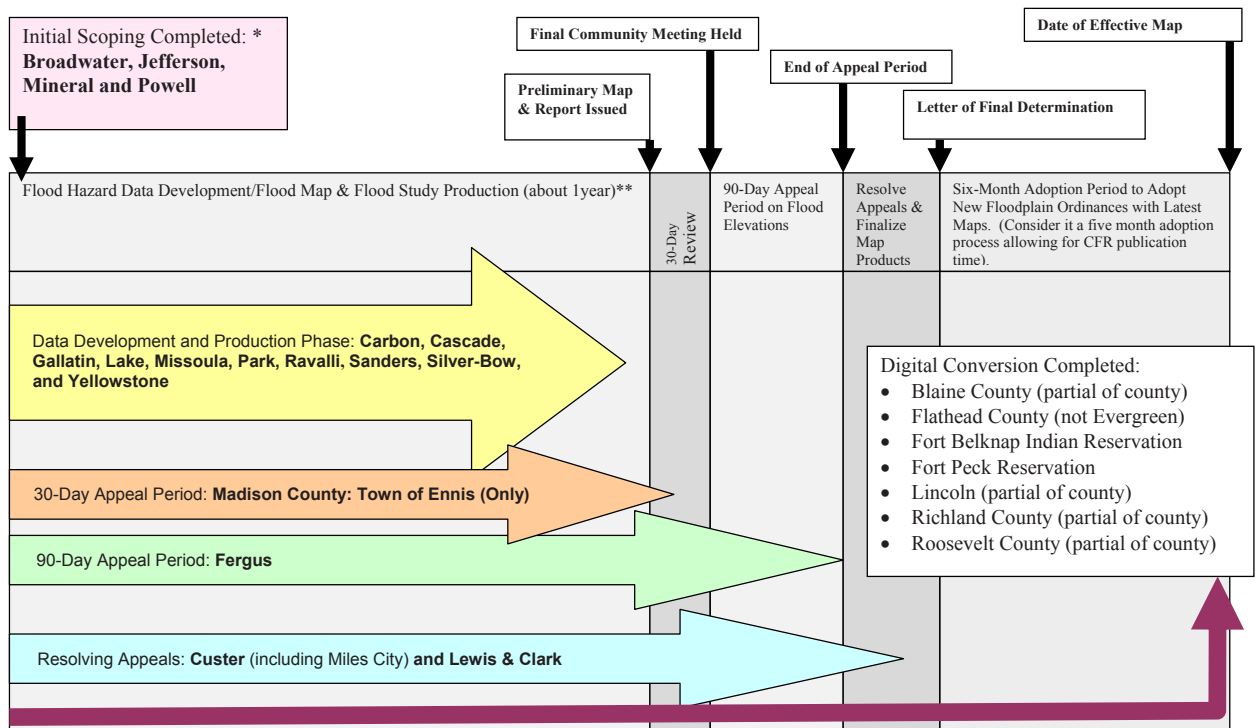 Initial Scoping Completed: *
Broadwater, Jefferson,
Mineral and Powell
Final Community Meeting Held
Date of Effective Map
End of Appeal Period
Preliminary Map
& Report Issued
Letter of Final Determination
Flood Hazard Data Development/Flood Map & Flood Study Production (about 1year)**
30-Day
Review
90-Day Appeal
Period on Flood
Elevations
Resolve
Appeals &
Finalize
Map
Products
Six-Month Adoption Period to Adopt
New Floodplain Ordinances with Latest
Maps.  (Consider it a five month adoption
process allowing for CFR publication
time).
Data Development and Production Phase: Carbon, Cascade,
Gallatin, Lake, Missoula, Park, Ravalli, Sanders, Silver-Bow,
and Yellowstone
30-Day Appeal Period: Madison County: Town of Ennis (Only)
90-Day Appeal Period: Fergus
Resolving Appeals: Custer (including Miles City) and Lewis & Clark
Digital Conversion Completed:
• Blaine County (partial of county)
• Flathead County (not Evergreen)
• Fort Belknap Indian Reservation
• Fort Peck Reservation
• Lincoln (partial of county)
• Richland County (partial of county)
• Roosevelt County (partial of county)